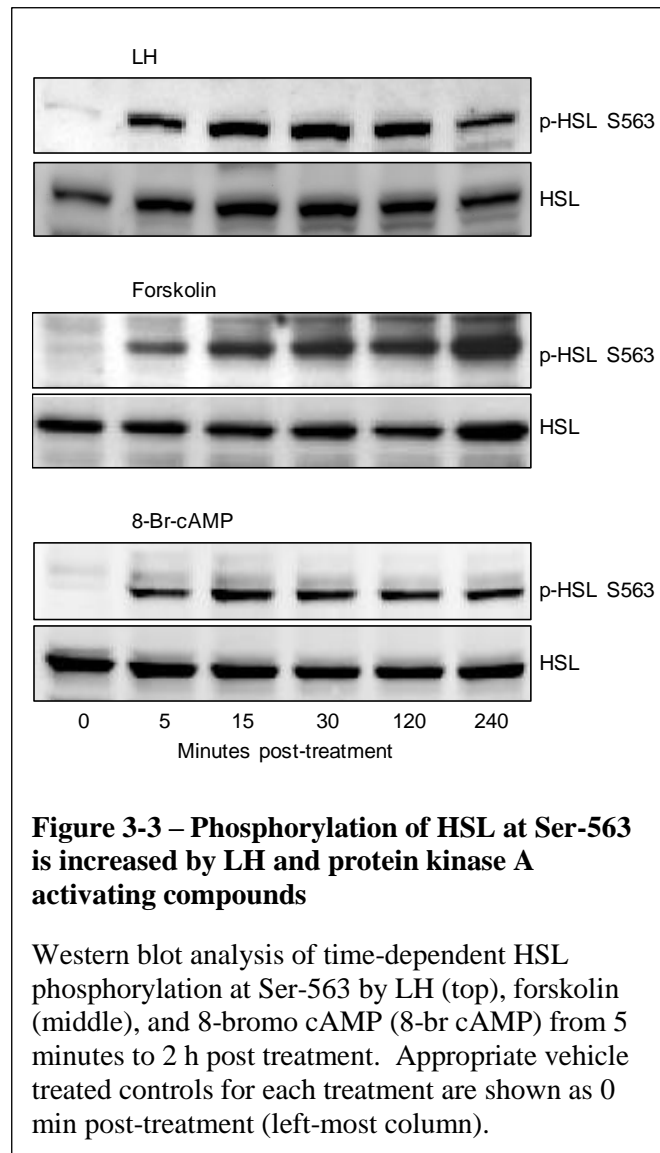 LH
p-HSL S563
HSL
Forskolin
p-HSL S563
HSL
8-Br-cAMP
p-HSL S563
HSL
0 5 15 30 120 240
Minutes post-treatment
Figure 3-3 – Phosphorylation of HSL at Ser-563
is increased by LH and protein kinase A
activating compounds
Western blot analysis of time-dependent HSL
phosphorylation at Ser-563 by LH (top), forskolin
(middle), and 8-bromo cAMP (8-br cAMP) from 5
minutes to 2 h post treatment.  Appropriate vehicle
treated controls for each treatment are shown as 0
min post-treatment (left-most column).